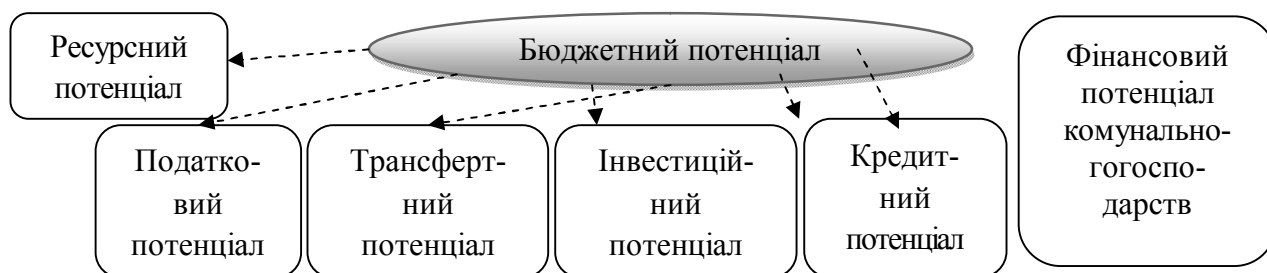 Ресурсний
потенціал
Бюджетний потенціал
Фінансовий
потенціал
комунально-
гогоспо-
дарств
Податко-
вий
потенціал
Трансферт-
ний
потенціал
Інвестицій-
ний
потенціал
Кредит-
ний
потенціал